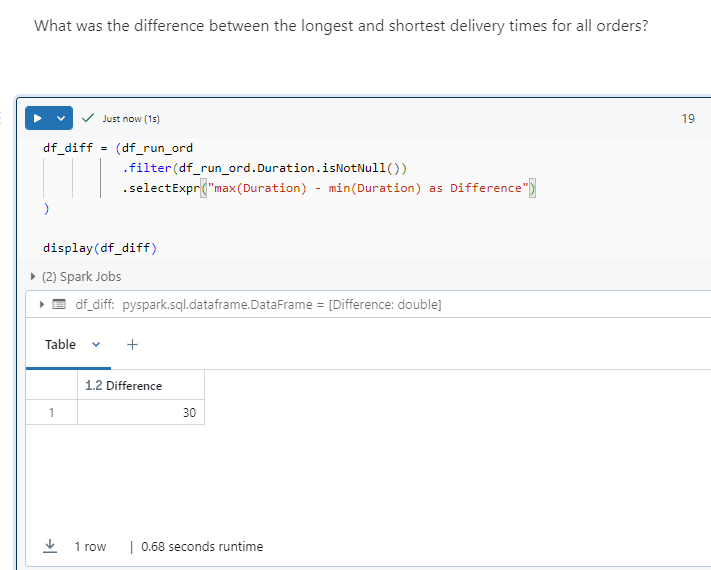 What was the difference between the longest and shortest delivery times for all orders?
Just now (1s)
19
df_diff = (df_run_ord
.filter(df_run_ord.Duration.isNotNull())
.selectExpr("max(Duration) - min(Duration) as Difference")
)
display(df_diff)
(2) Spark Jobs
df_diff: pyspark.sql.dataframe.DataFrame = [Difference: double]
Table
1.2 Difference
1 30
1 row | 0.68 seconds runtime